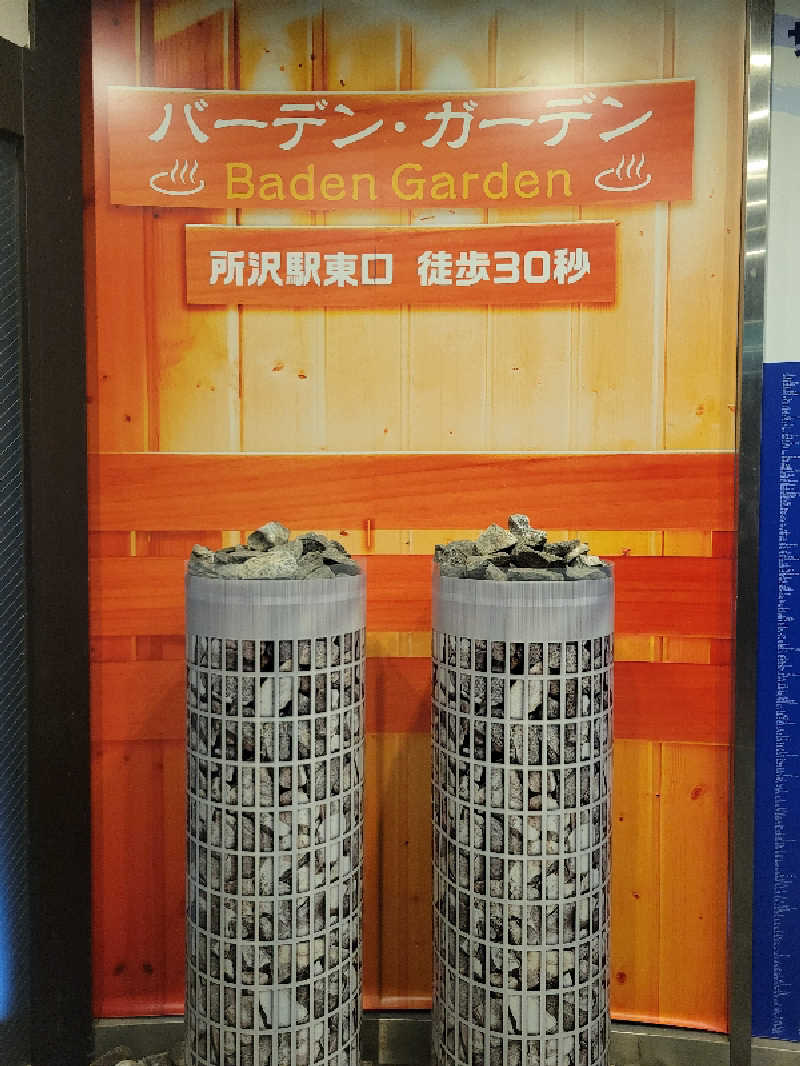 バーデン・ガーデン
Baden Garden
所沢駅東口 徒歩30秒